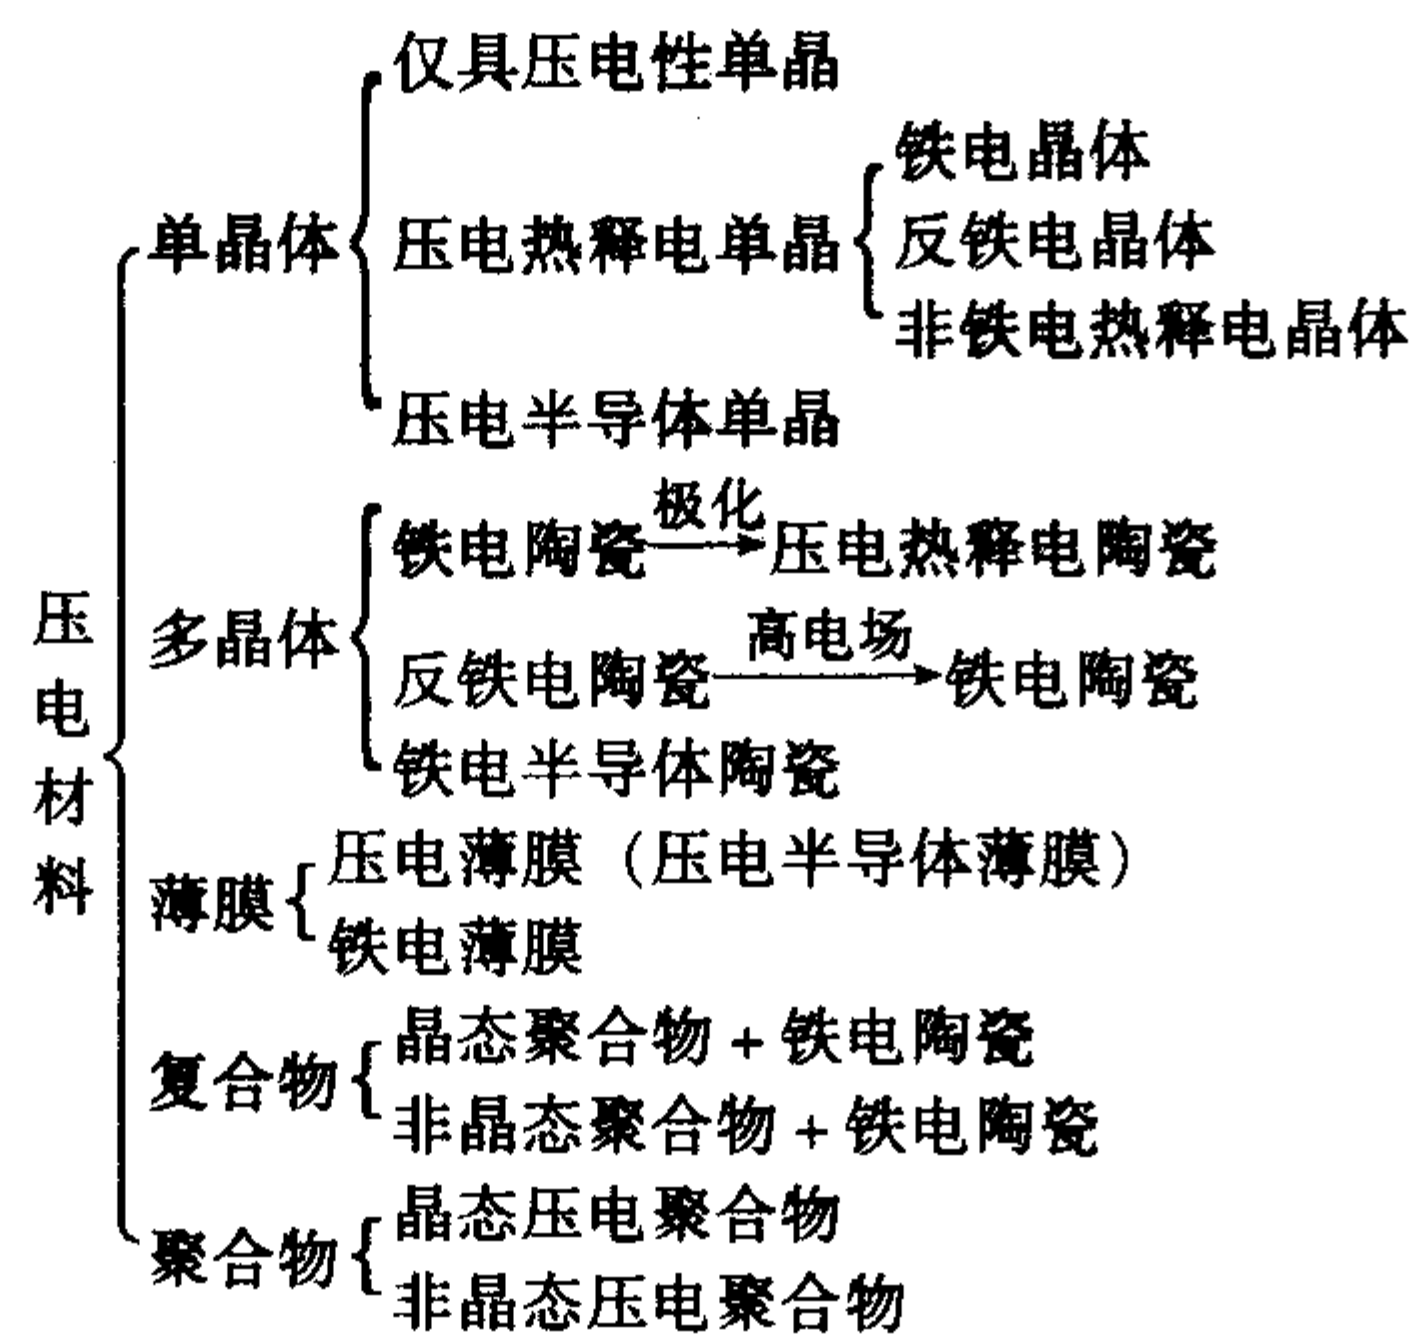 仅具压电性单晶
铁电晶体
单晶体
压电热释电单晶
反铁电晶体
非铁电热释电晶体
压电半导体单晶
极化
铁电陶瓷
压电热释电陶瓷
多晶体
高电场
反铁电陶瓷
铁电陶瓷
铁电半导体陶瓷
压电材料
压电薄膜（压电半导体薄膜）
薄膜
铁电薄膜
晶态聚合物+铁电陶瓷
复合物
非晶态聚合物+铁电陶瓷
晶态压电聚合物
聚合物
非晶态压电聚合物